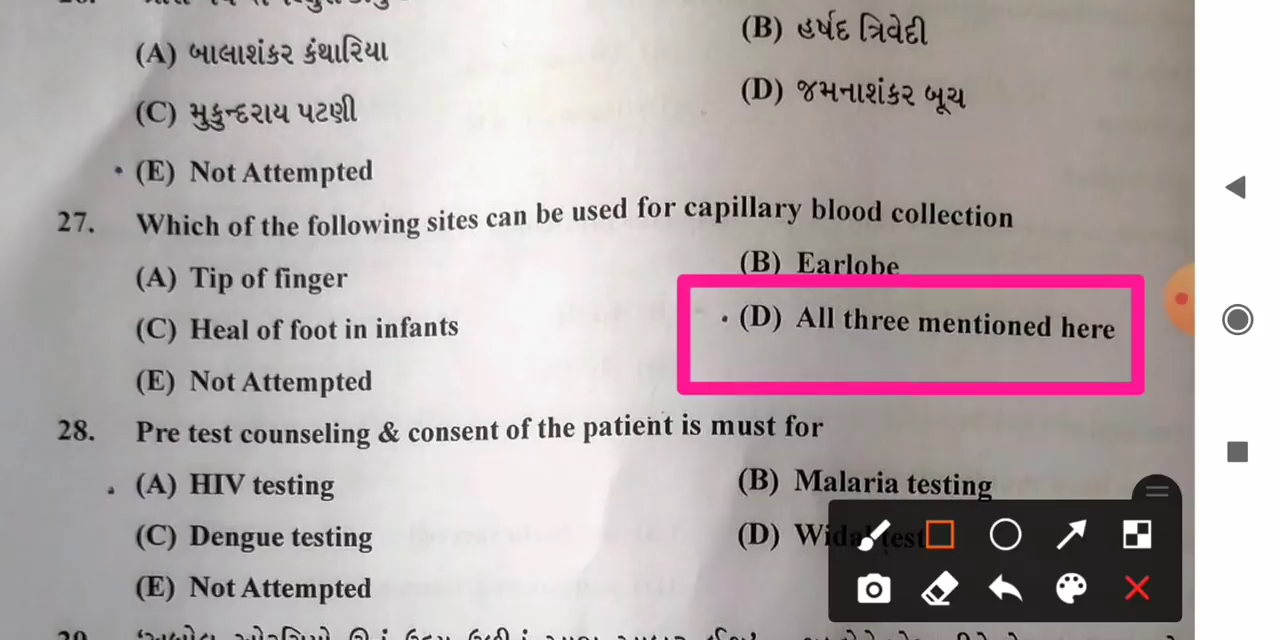 (A) બાલાશંકર કંથારિયા
(B) હર્ષદ ત્રિવેદી
(C) મુકુન્દરાય પટણી
(D) જમનાશંકર બૂચ
(E) Not Attempted
27. Which of the following sites can be used for capillary blood collection
(A) Tip of finger
(B) Earlobe
(C) Heal of foot in infants
(D) All three mentioned here
(E) Not Attempted
28. Pre test counseling & consent of the patient is must for
(A) HIV testing
(B) Malaria testing
(C) Dengue testing
(D) Widal test
(E) Not Attempted